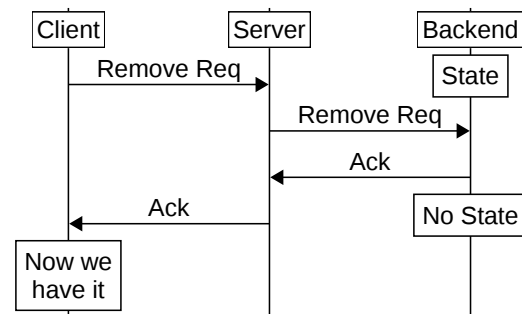 Client Server Backend
State
Remove Req
Remove Req
Ack
Ack
No State
Now we
have it